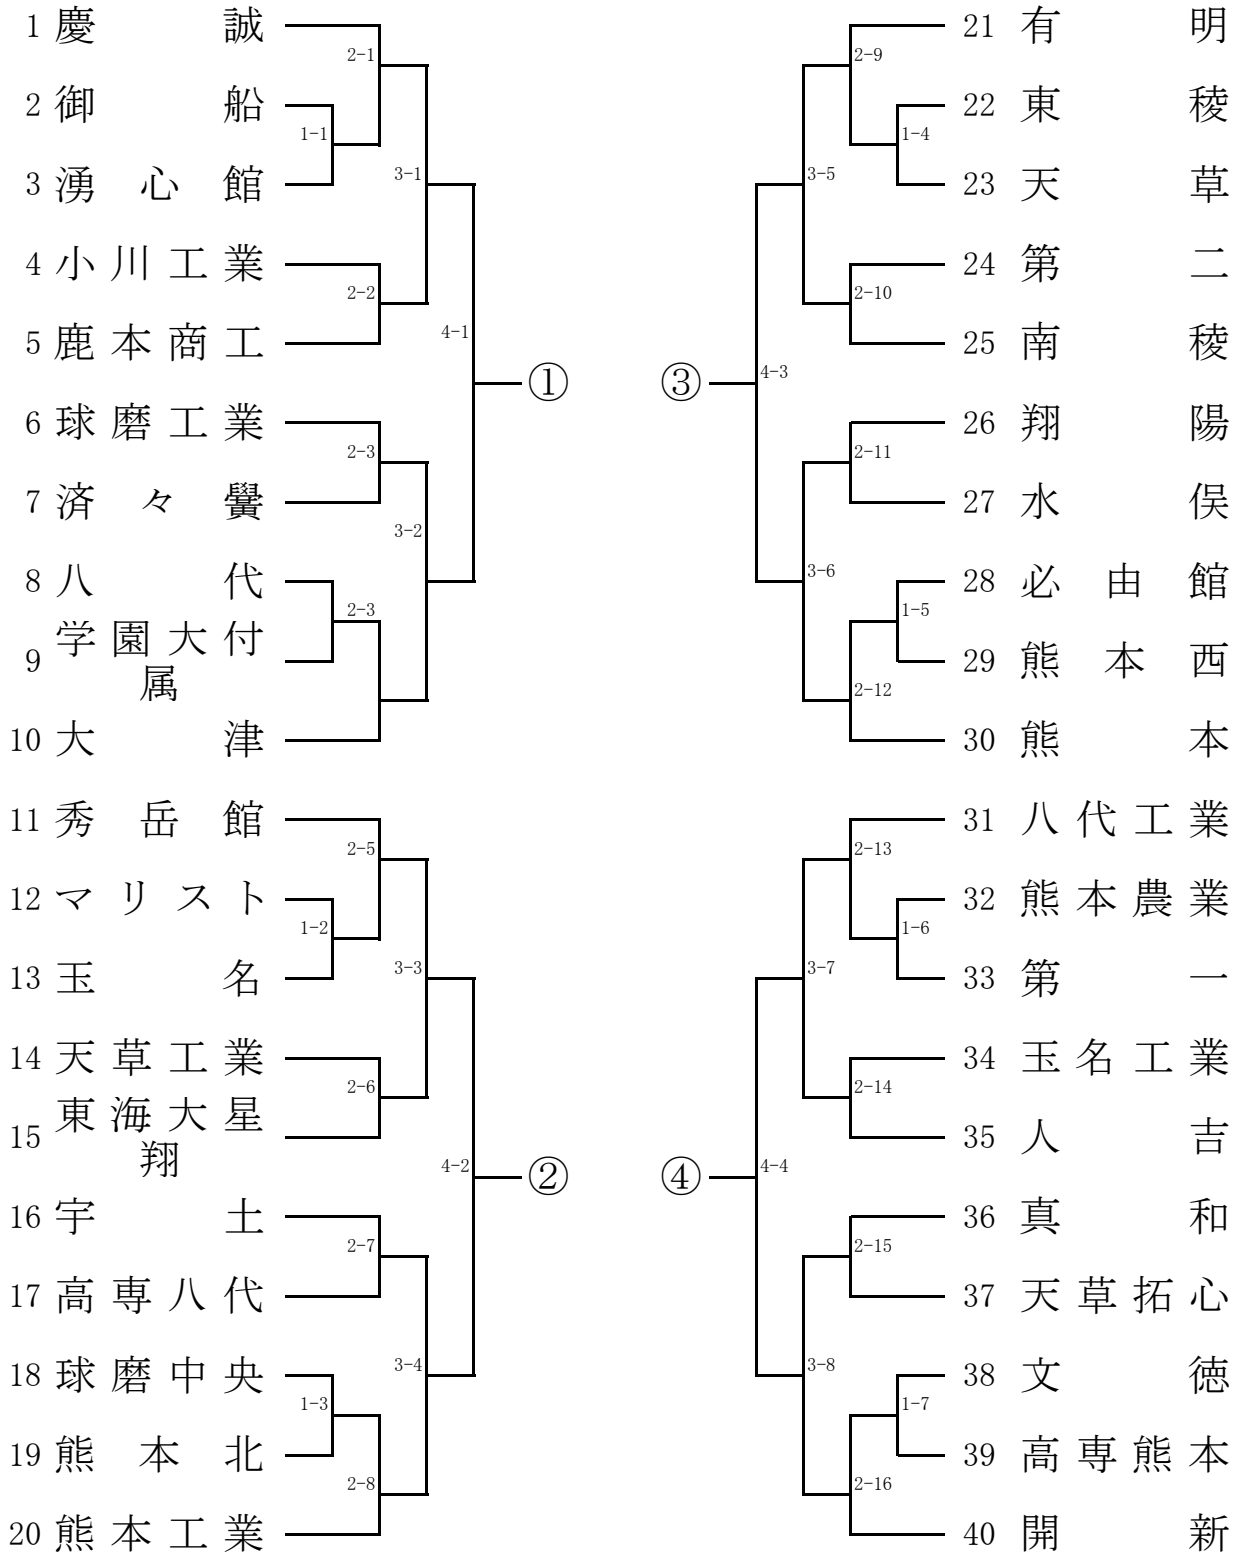 1 慶誠
2-1
2 御船
1-1
3 湧心館
3-1
4 小川工業
2-2
5 鹿本商工
4-1
①
6 球磨工業
2-3
7 済々黌
3-2
8 八代
2-3
9 学園大付
属
10 大津
11 秀岳館
2-5
12 マリスト
1-2
13 玉名
3-3
14 天草工業
2-6
15 東海大星
翔
4-2
②
16 宇土
2-7
17 高専八代
3-4
18 球磨中央
1-3
19 熊本北
2-8
20 熊本工業
21 有明
2-9
22 東稜
1-4
23 天草
3-5
24 第二
2-10
25 南稜
③
4-3
26 翔陽
2-11
27 水俣
3-6
28 必由館
1-5
29 熊本西
2-12
30 熊本
31 八代工業
2-13
32 熊本農業
1-6
33 第一
3-7
34 玉名工業
2-14
35 人吉
④
4-4
36 真和
2-15
37 天草拓心
3-8
38 文徳
1-7
39 高専熊本
2-16
40 開新